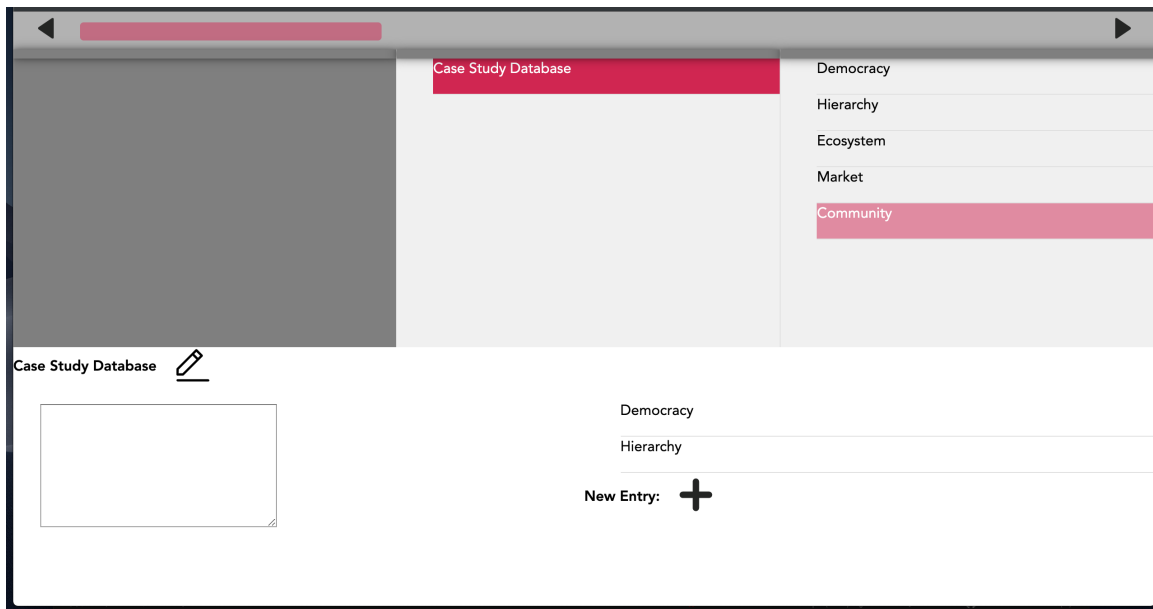 Case Study Database
Democracy
Hierarchy
Ecosystem
Market
Community
Case Study Database
Democracy
Hierarchy
New Entry: